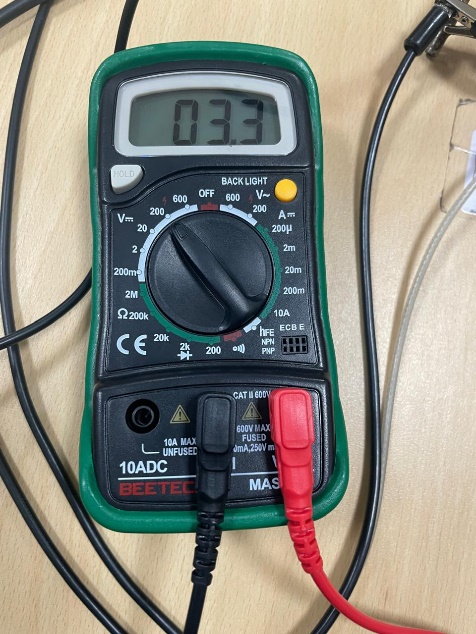 03.3
HOLD
BACK LIGHT
OFF
600
600
200
V~
200
V⎓
A⎓
20
200µ
2
2m
200m
20m
2M
200m
Ω 200k
10A
20k
2k
200
hFE
NPN
PNP
E C B E
CE
CAT II 600V
10A MAX
UNFUSED
600V MAX
FUSED
10ADC
BEETEC
MAS